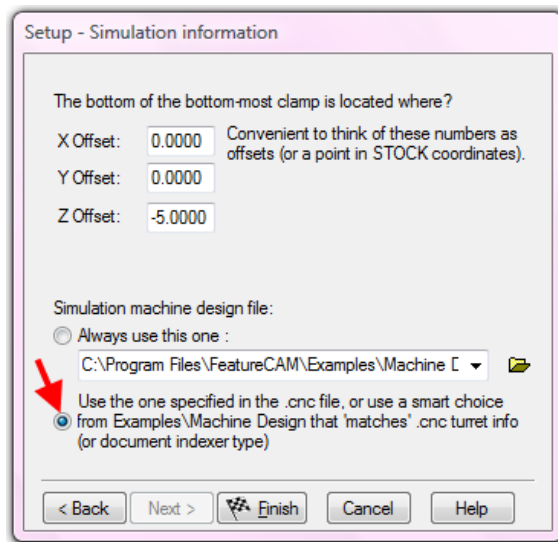 Setup - Simulation information
The bottom of the bottom-most clamp is located where?
X Offset: 0.0000 Convenient to think of these numbers as
offsets (or a point in STOCK coordinates).
Y Offset: 0.0000
Z Offset: -5.0000
Simulation machine design file:
Always use this one :
C:\Program Files\FeatureCAM\Examples\Machine D
Use the one specified in the .cnc file, or use a smart choice
from Examples\Machine Design that 'matches' .cnc turret info
(or document indexer type)
< Back Next > Finish Cancel Help